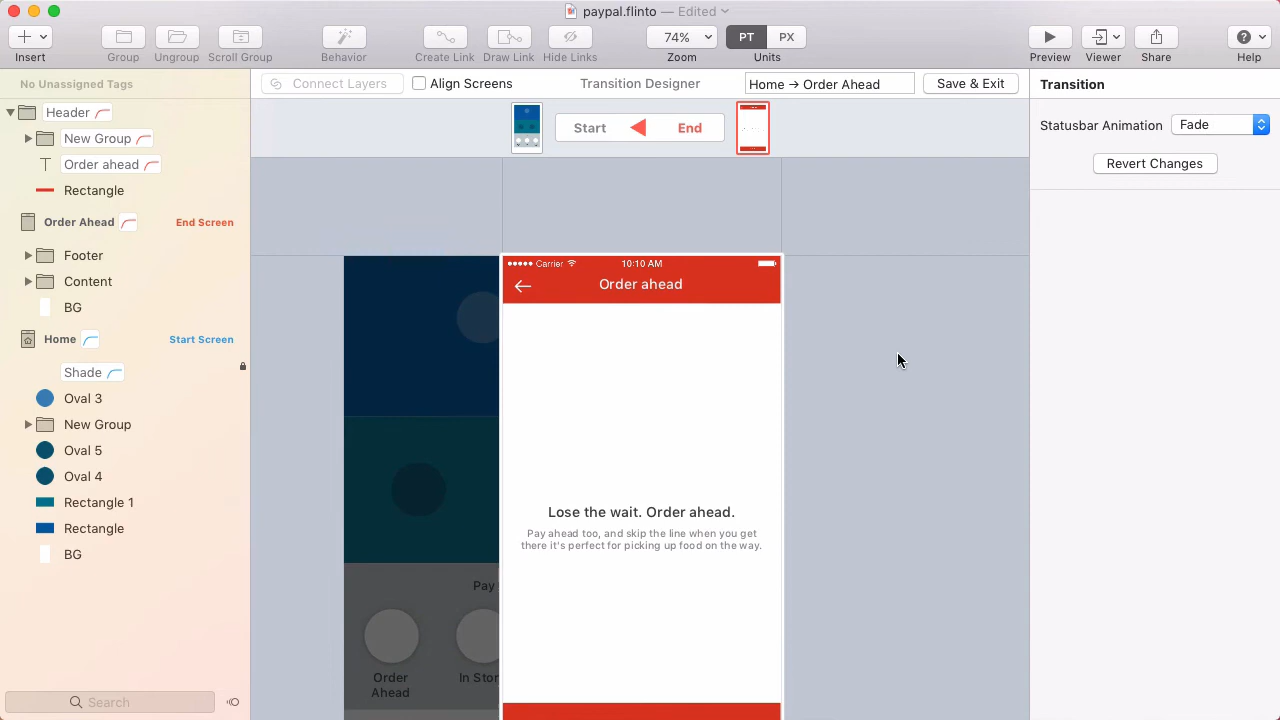 paypal.flinto — Edited
74%
PT PX
Insert Group Ungroup Scroll Group Behavior Create Link Draw Link Hide Links Zoom Units Preview Viewer Share Help
No Unassigned Tags
Connect Layers
Align Screens
Transition Designer
Home → Order Ahead
Save & Exit
Transition
Start End
Statusbar Animation Fade
Revert Changes
Header
New Group
Order ahead
Rectangle
Order Ahead End Screen
Footer
Content
BG
Home Start Screen
Shade
Oval 3
New Group
Oval 5
Oval 4
Rectangle 1
Rectangle
BG
Search
Carrier 10:10 AM
Order ahead
Lose the wait. Order ahead.
Pay ahead too, and skip the line when you get
there it's perfect for picking up food on the way.
Pay
Order
Ahead
In Stor